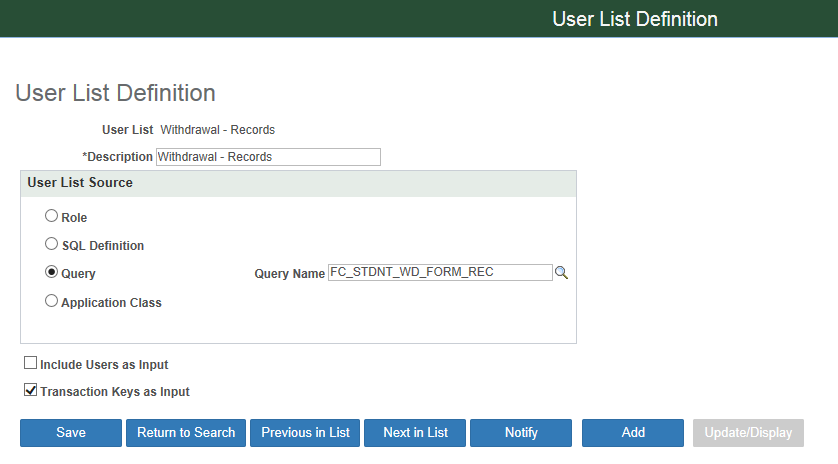 User List Definition
User List Definition
User List Withdrawal - Records
*Description Withdrawal - Records
User List Source
Role
SQL Definition
Query Query Name FC_STDNT_WD_FORM_REC
Application Class
Include Users as Input
Transaction Keys as Input
Save Return to Search Previous in List Next in List Notify Add Update/Display